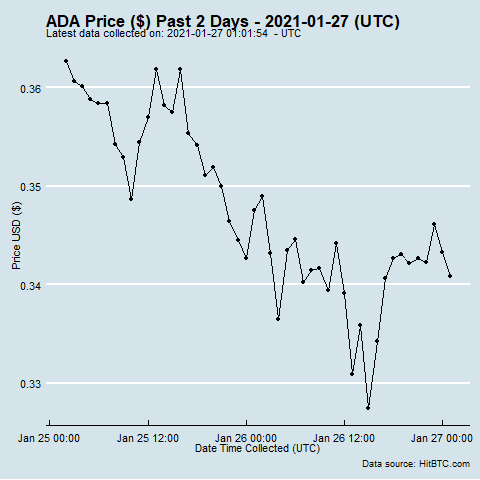 ADA Price ($) Past 2 Days - 2021-01-27 (UTC)
Latest data collected on: 2021-01-27 01:01:54 - UTC
0.36
0.35
0.34
0.33
Price USD ($)
Jan 25 00:00
Jan 25 12:00
Jan 26 00:00
Jan 26 12:00
Jan 27 00:00
Date Time Collected (UTC)
Data source: HitBTC.com